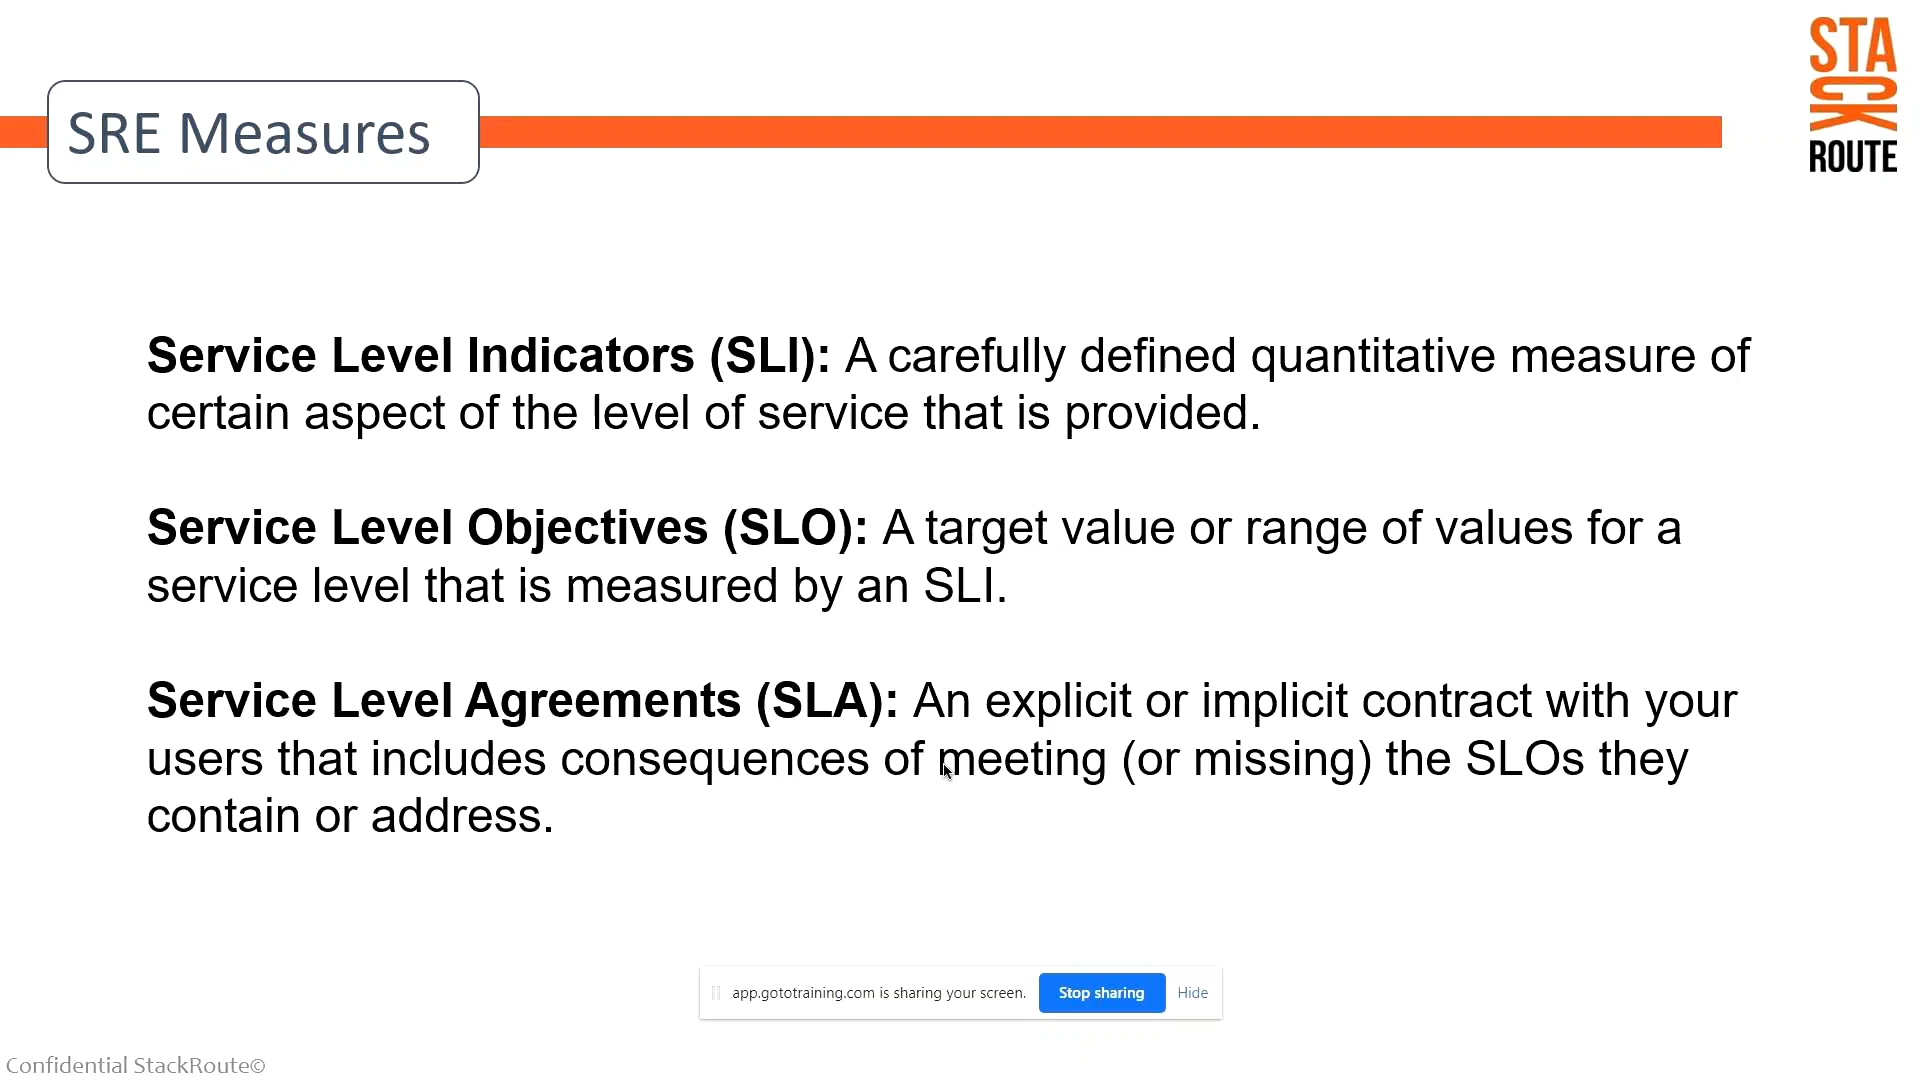 STA
CK
ROUTE
SRE Measures
Service Level Indicators (SLI): A carefully defined quantitative measure of
certain aspect of the level of service that is provided.
Service Level Objectives (SLO): A target value or range of values for a
service level that is measured by an SLI.
Service Level Agreements (SLA): An explicit or implicit contract with your
users that includes consequences of meeting (or missing) the SLOs they
contain or address.
app.gototraining.com is sharing your screen. Stop sharing Hide
Confidential StackRoute©